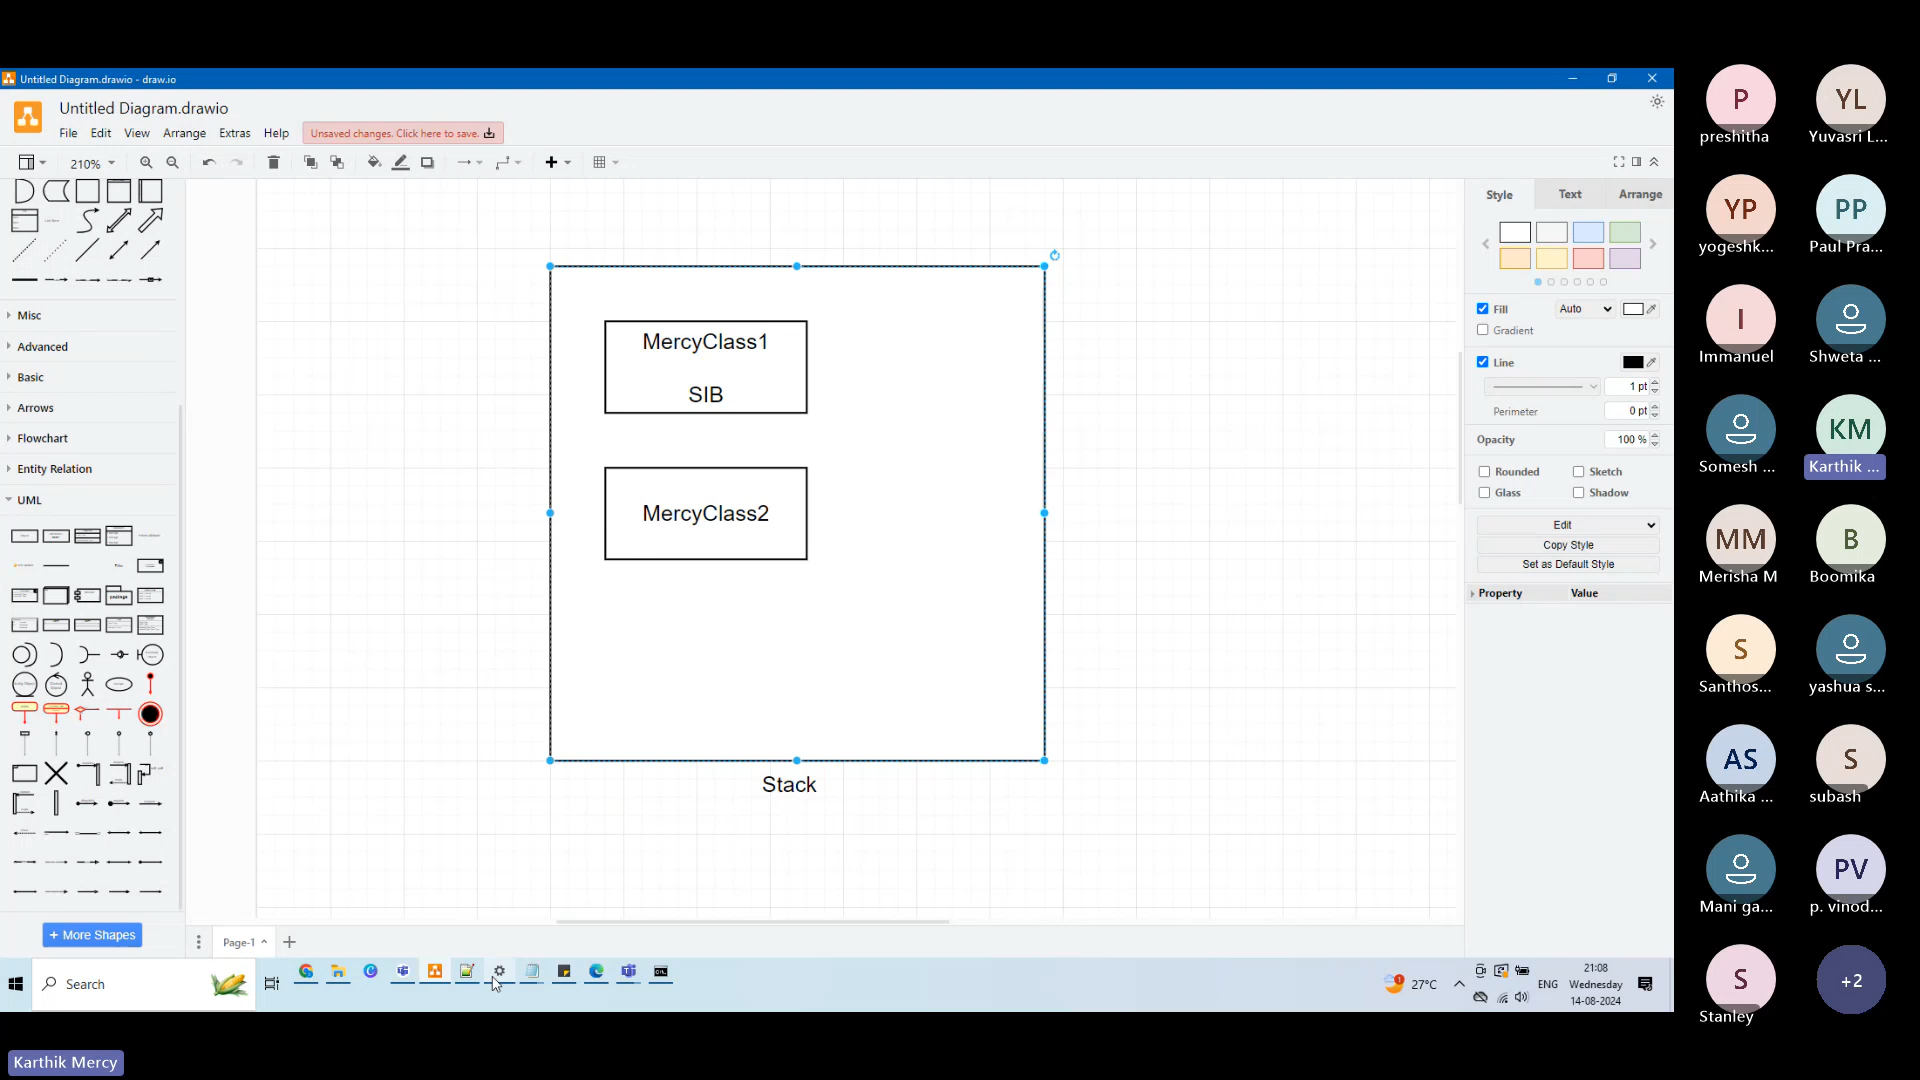 Untitled Diagram.drawio - draw.io
Untitled Diagram.drawio
File Edit View Arrange Extras Help Unsaved changes. Click here to save.
210%
Misc
Advanced
Basic
Arrows
Flowchart
Entity Relation
UML
+ More Shapes
MercyClass1
SIB
MercyClass2
Stack
Style Text Arrange
Fill Auto
Gradient
Line
1 pt
Perimeter 0 pt
Opacity 100 %
Rounded Sketch
Glass Shadow
Edit
Copy Style
Set as Default Style
Property Value
Page-1
Search
27°C
ENG
21:08
Wednesday
14-08-2024
P
preshitha
YL
Yuvasri L...
YP
yogeshk...
PP
Paul Pra...
I
Immanuel
Shweta ...
Somesh ...
KM
Karthik ...
MM
Merisha M
B
Boomika
S
Santhos...
yashua s...
AS
Aathika ...
S
subash
Mani ga...
PV
p. vinod...
S
Stanley
+2
Karthik Mercy